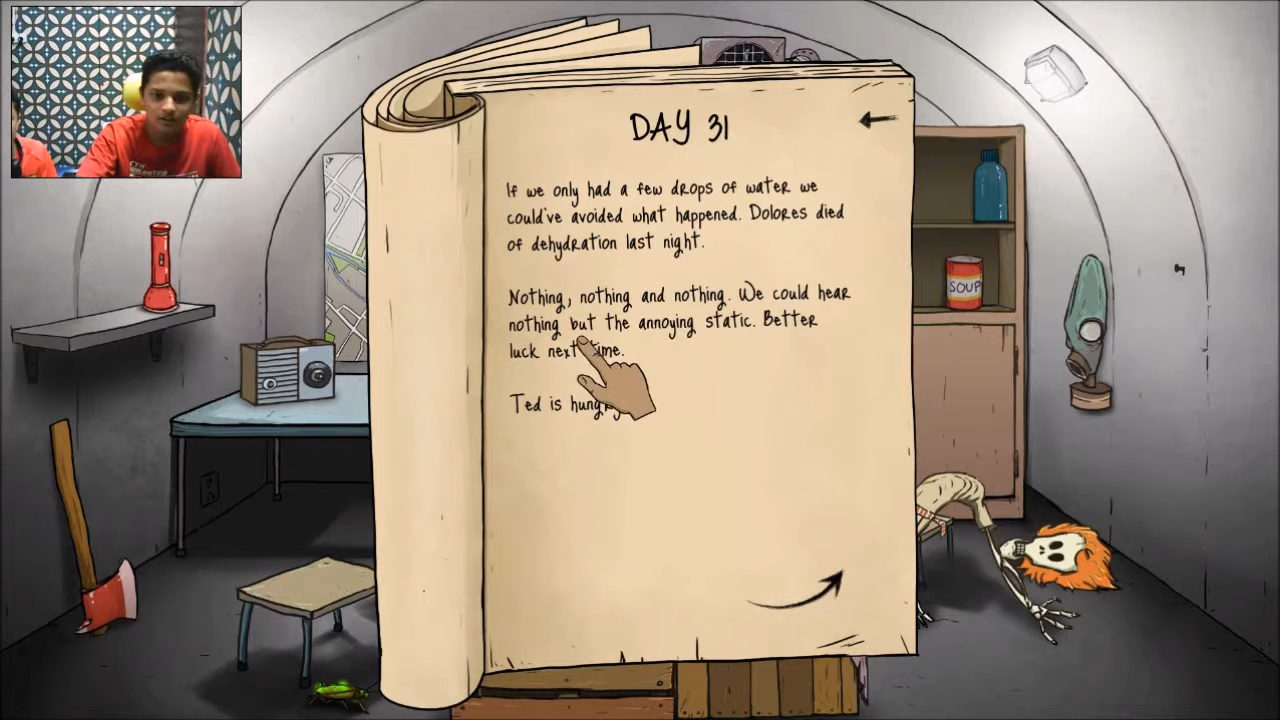 DAY 31
If we only had a few drops of water we
could've avoided what happened. Dolores died
of dehydration last night.
Nothing, nothing and nothing. We could hear
nothing but the annoying static. Better
luck next time.
Ted is hungry
SOUP